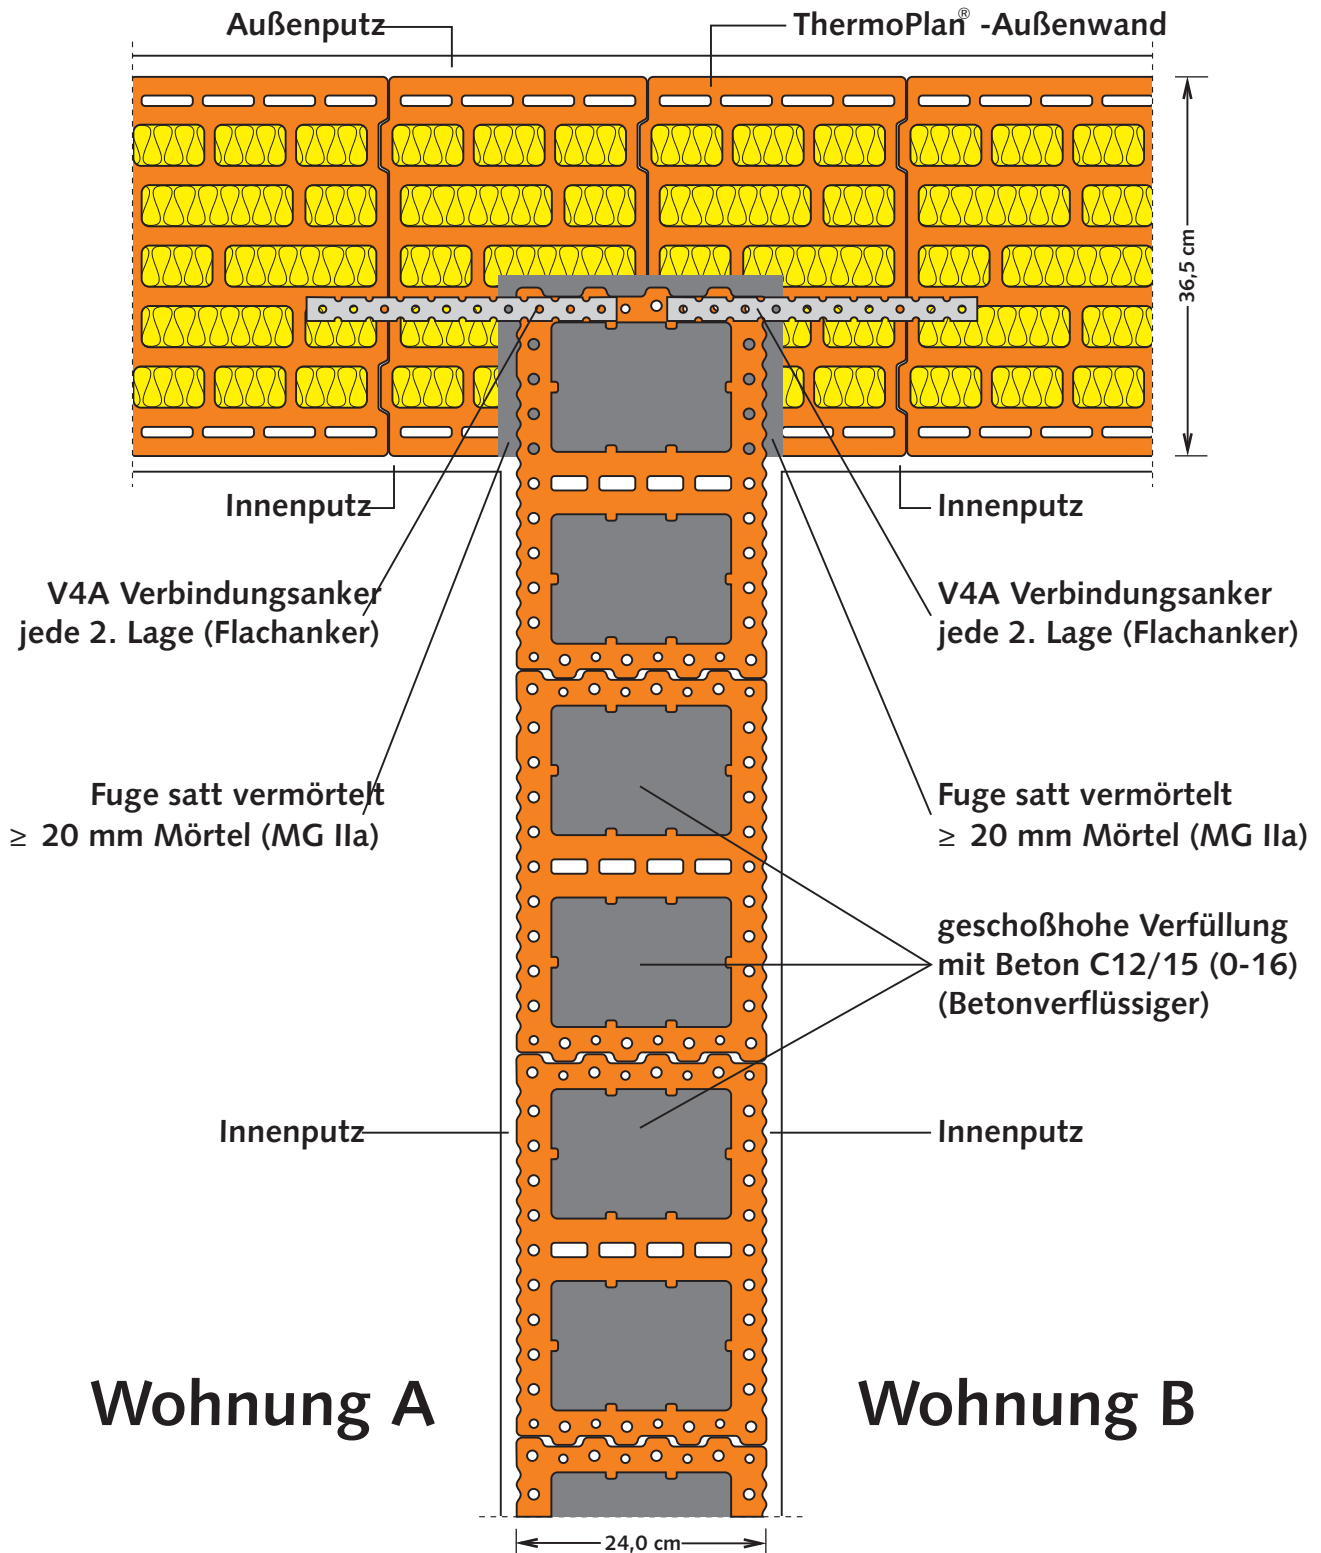 Außenputz
ThermoPlan® -Außenwand
36,5 cm
Innenputz
Innenputz
V4A Verbindungsanker
jede 2. Lage (Flachanker)
V4A Verbindungsanker
jede 2. Lage (Flachanker)
Fuge satt vermörtelt
≥ 20 mm Mörtel (MG IIa)
Fuge satt vermörtelt
≥ 20 mm Mörtel (MG IIa)
geschoßhohe Verfüllung
mit Beton C12/15 (0-16)
(Betonverflüssiger)
Innenputz
Innenputz
Wohnung A
Wohnung B
24,0 cm